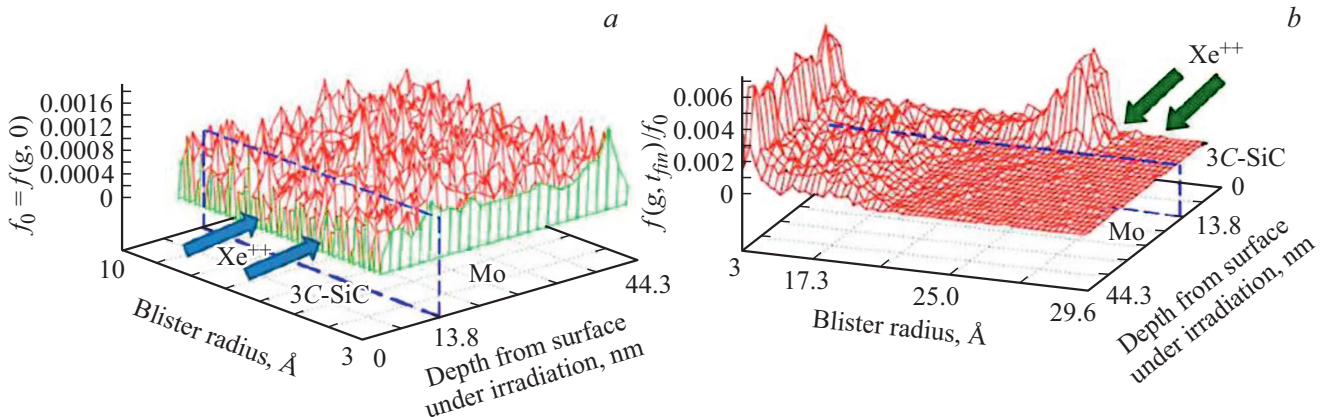 a
0.0016
0.0012
0.0008
0.0004
0
f₀ = f(g, 0)
Xe⁺⁺
3C-SiC
Mo
10
Blister radius, Å
3
0
13.8
44.3
Depth from surface
under irradiation, nm
b
Xe⁺⁺
0.006
0.004
0.002
0
f(g, t_fin)/f₀
3C-SiC
0
13.8
Mo
44.3
3
17.3
25.0
29.6
Blister radius, Å
Depth from surface
under irradiation, nm